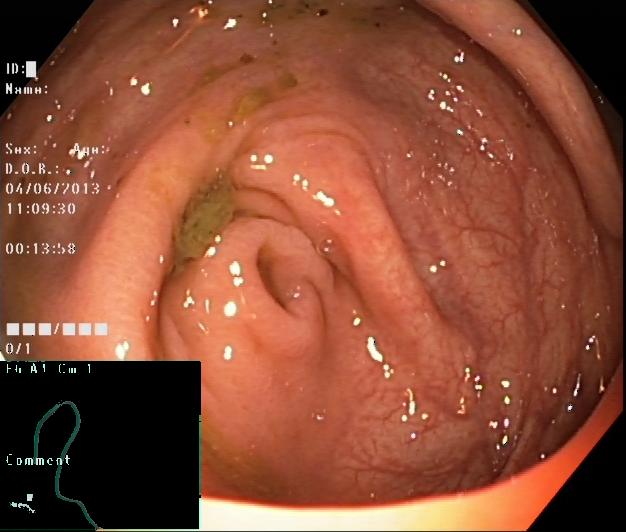 ID:
Name:
Sex: Age:
D.O.B.:
04/06/2013
11:09:30
00:13:58
0/1
Comment